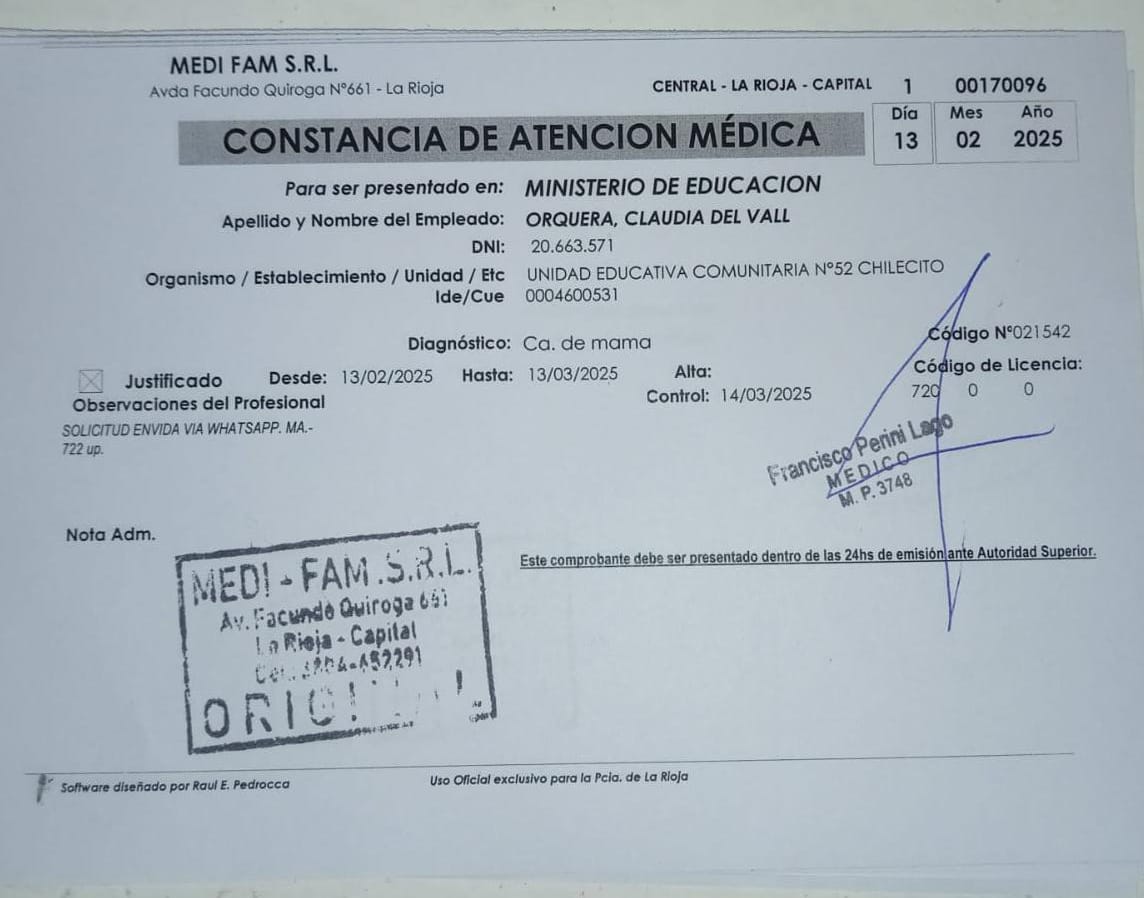 MEDI FAM S.R.L.
Avda Facundo Quiroga N°661 - La Rioja
CENTRAL - LA RIOJA - CAPITAL 1 00170096
Día Mes Año
13 02 2025
CONSTANCIA DE ATENCION MÉDICA
Para ser presentado en: MINISTERIO DE EDUCACION
Apellido y Nombre del Empleado: ORQUERA, CLAUDIA DEL VALL
DNI: 20.663.571
Organismo / Establecimiento / Unidad / Etc UNIDAD EDUCATIVA COMUNITARIA N°52 CHILECITO
Ide/Cue 0004600531
Diagnóstico: Ca. de mama
Código N°021542
Justificado Desde: 13/02/2025 Hasta: 13/03/2025 Alta:
Código de Licencia:
Control: 14/03/2025
720 0 0
Observaciones del Profesional
SOLICITUD ENVIDA VIA WHATSAPP. MA.-
722 up.
Francisco Perini Lago
MEDICO
M. P. 3748
Nota Adm.
Este comprobante debe ser presentado dentro de las 24hs de emisión ante Autoridad Superior.
MEDI - FAM .S.R.L.
Av. Facundo Quiroga 661
La Rioja - Capital
Software diseñado por Raul E. Pedrocca
Uso Oficial exclusivo para la Pcia. de La Rioja